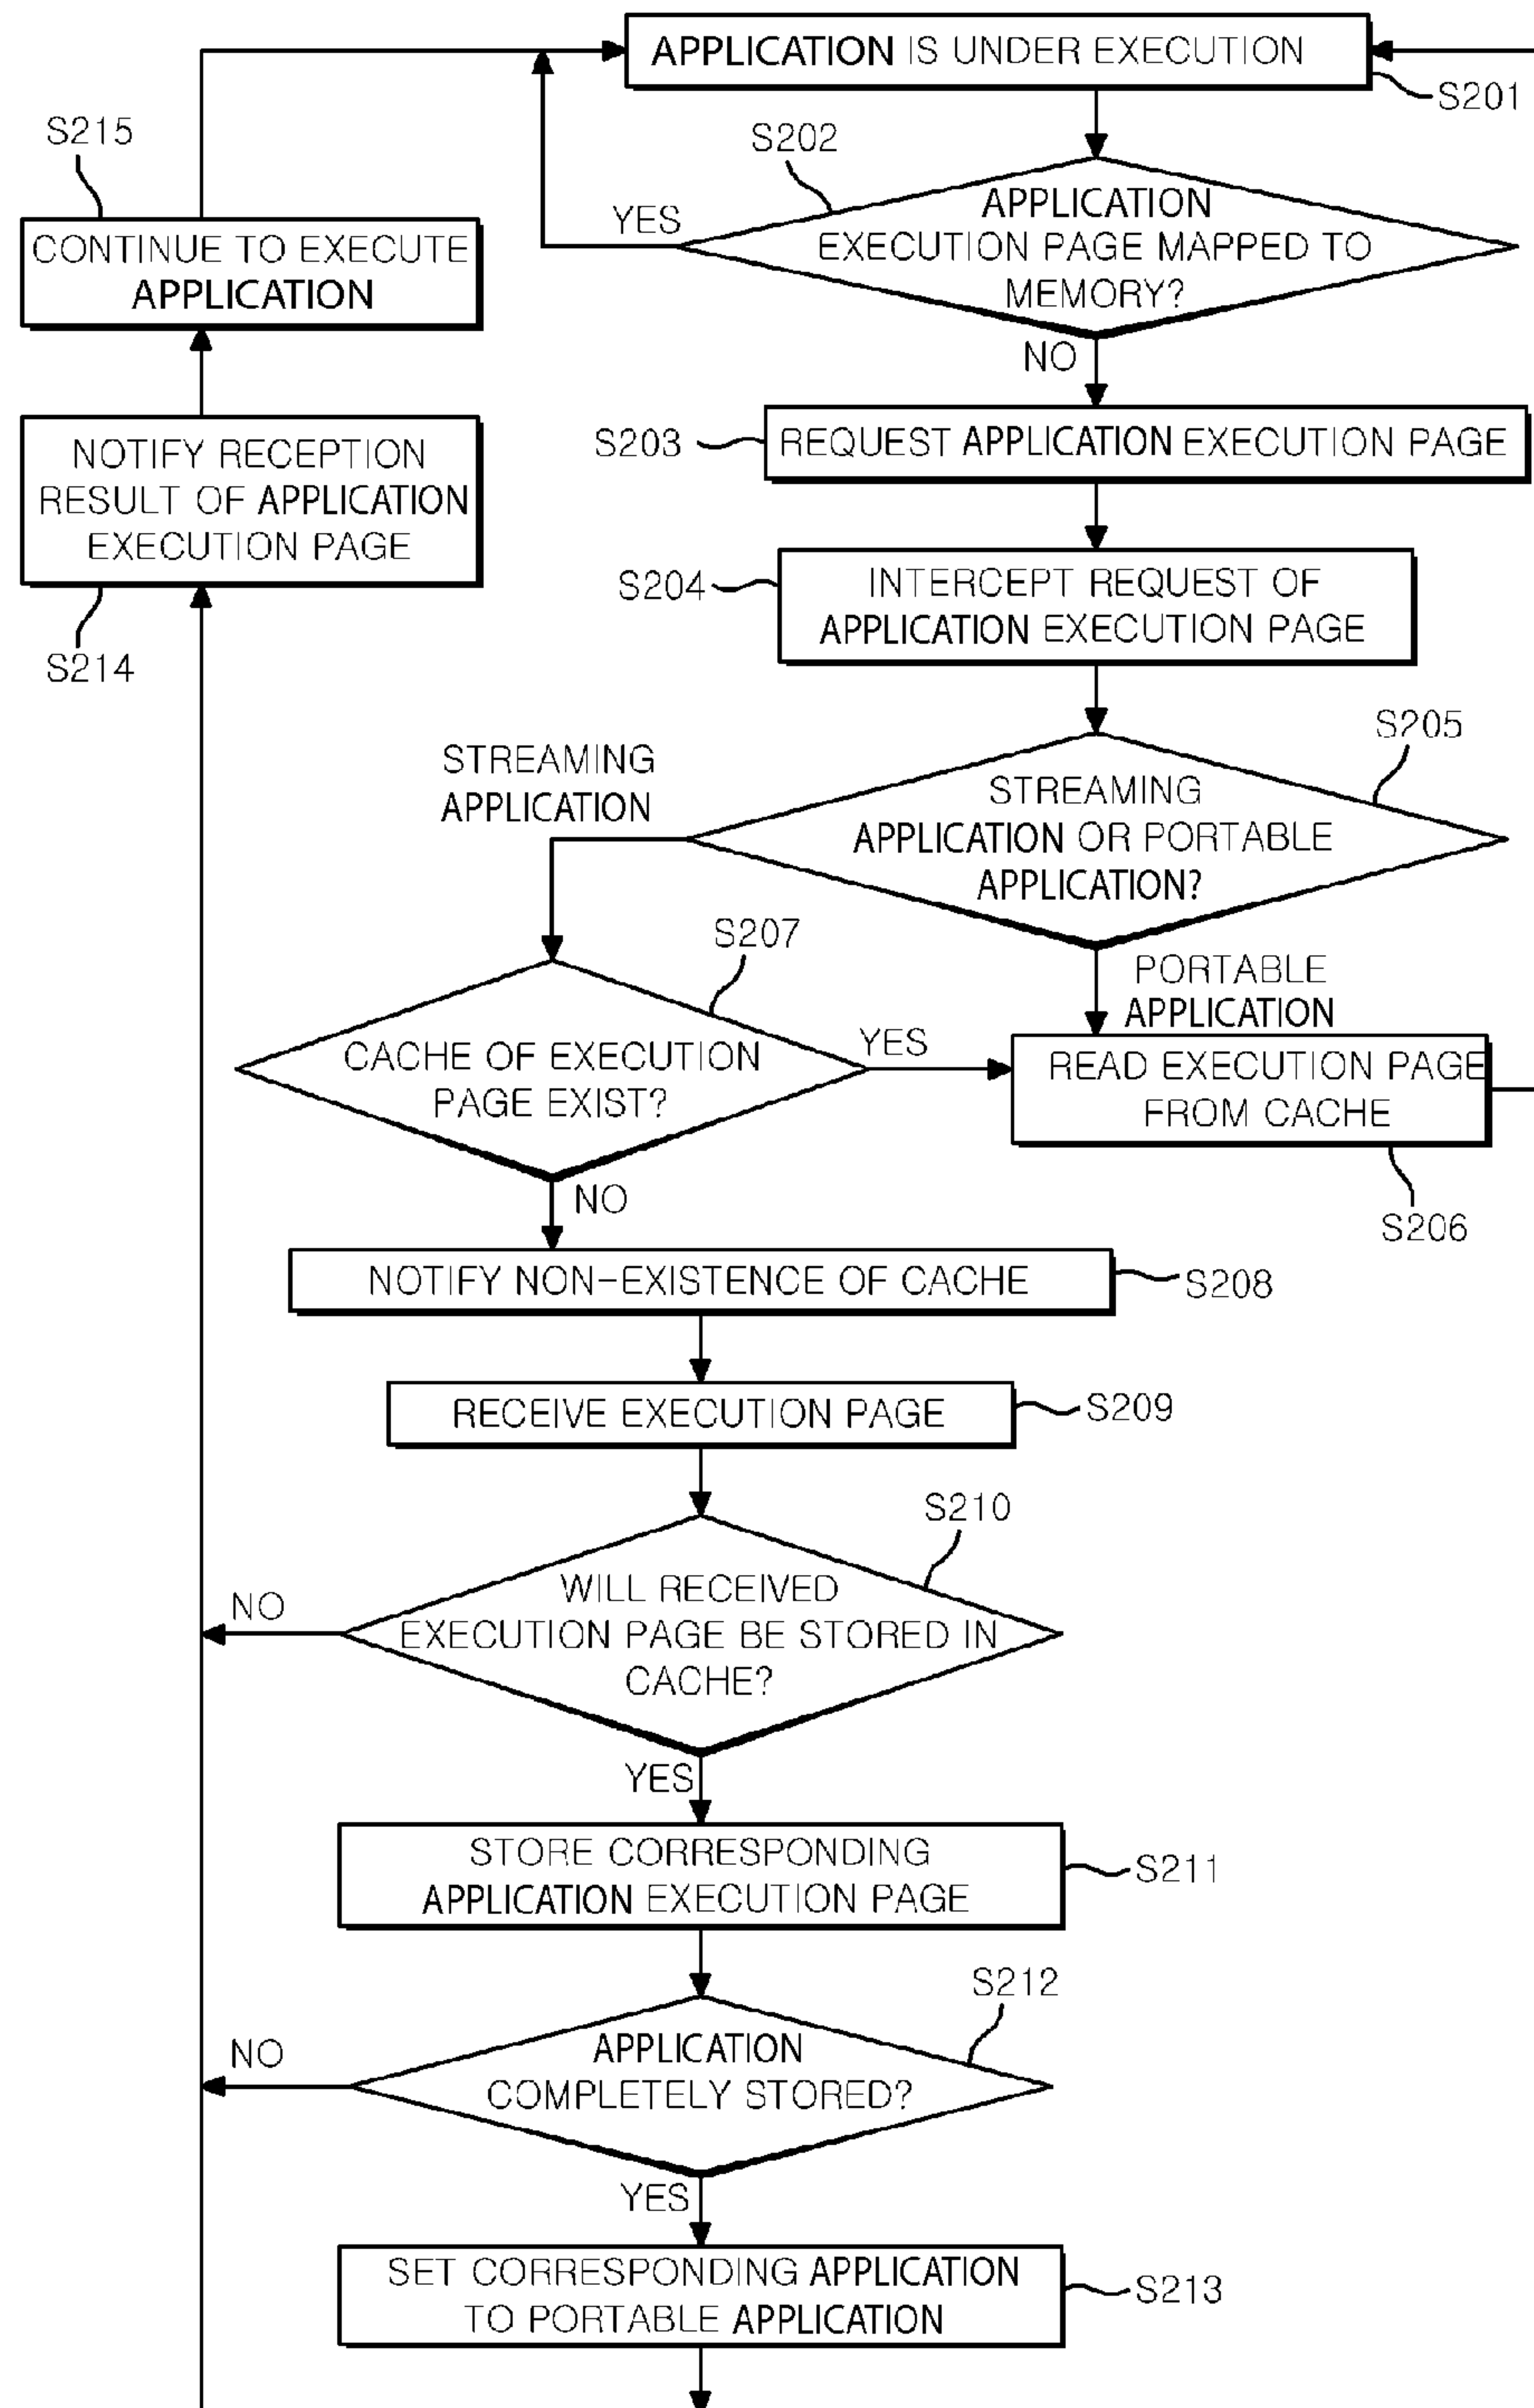 APPLICATION IS UNDER EXECUTION
S201
S215
S202
CONTINUE TO EXECUTE
APPLICATION
YES
APPLICATION
EXECUTION PAGE MAPPED TO
MEMORY?
NO
S203
REQUEST APPLICATION EXECUTION PAGE
NOTIFY RECEPTION
RESULT OF APPLICATION
EXECUTION PAGE
S214
S204
INTERCEPT REQUEST OF
APPLICATION EXECUTION PAGE
S205
STREAMING
APPLICATION
STREAMING
APPLICATION OR PORTABLE
APPLICATION?
S207
PORTABLE
APPLICATION
CACHE OF EXECUTION
PAGE EXIST?
YES
READ EXECUTION PAGE
FROM CACHE
S206
NO
NOTIFY NON-EXISTENCE OF CACHE
S208
RECEIVE EXECUTION PAGE
S209
S210
WILL RECEIVED
EXECUTION PAGE BE STORED IN
CACHE?
NO
YES
STORE CORRESPONDING
APPLICATION EXECUTION PAGE
S211
S212
APPLICATION
COMPLETELY STORED?
NO
YES
SET CORRESPONDING APPLICATION
TO PORTABLE APPLICATION
S213